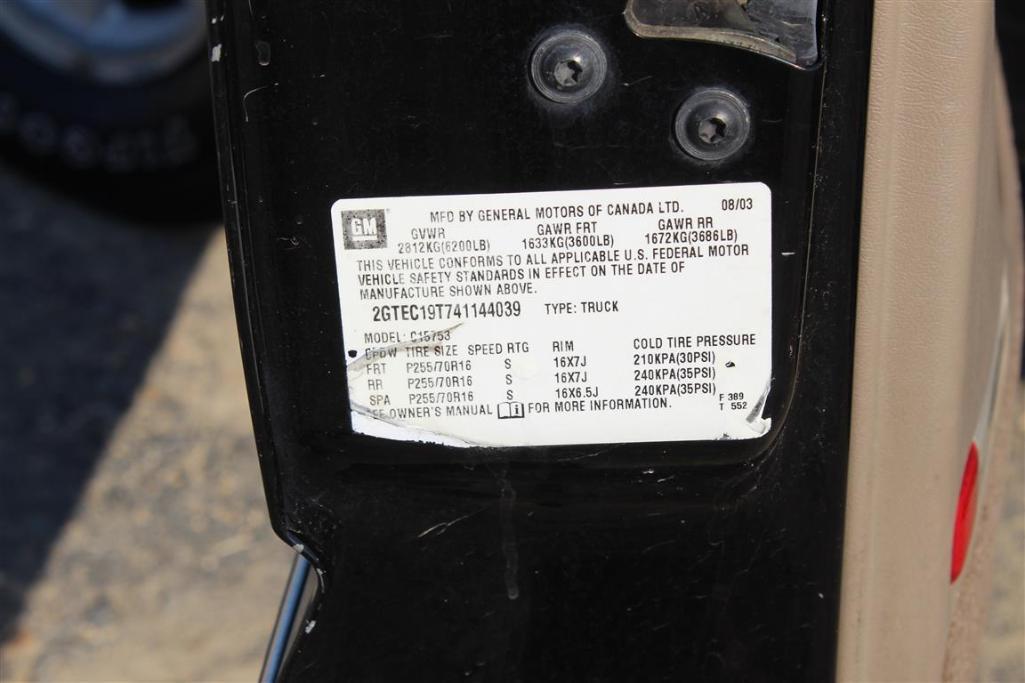 GM
MFD BY GENERAL MOTORS OF CANADA LTD. 08/03
GVWR GAWR FRT GAWR RR
2812KG(6200LB) 1633KG(3600LB) 1672KG(3686LB)
THIS VEHICLE CONFORMS TO ALL APPLICABLE U.S. FEDERAL MOTOR
VEHICLE SAFETY STANDARDS IN EFFECT ON THE DATE OF
MANUFACTURE SHOWN ABOVE.
2GTEC19T741144039 TYPE: TRUCK
MODEL: C15753
TIRE SIZE SPEED RTG RIM COLD TIRE PRESSURE
FRT P255/70R16 S 16X7J 210KPA(30PSI)
RR P255/70R16 S 16X7J 240KPA(35PSI)
SPA P255/70R16 S 16X6.5J 240KPA(35PSI)
OWNER'S MANUAL FOR MORE INFORMATION.
F 389
T 552